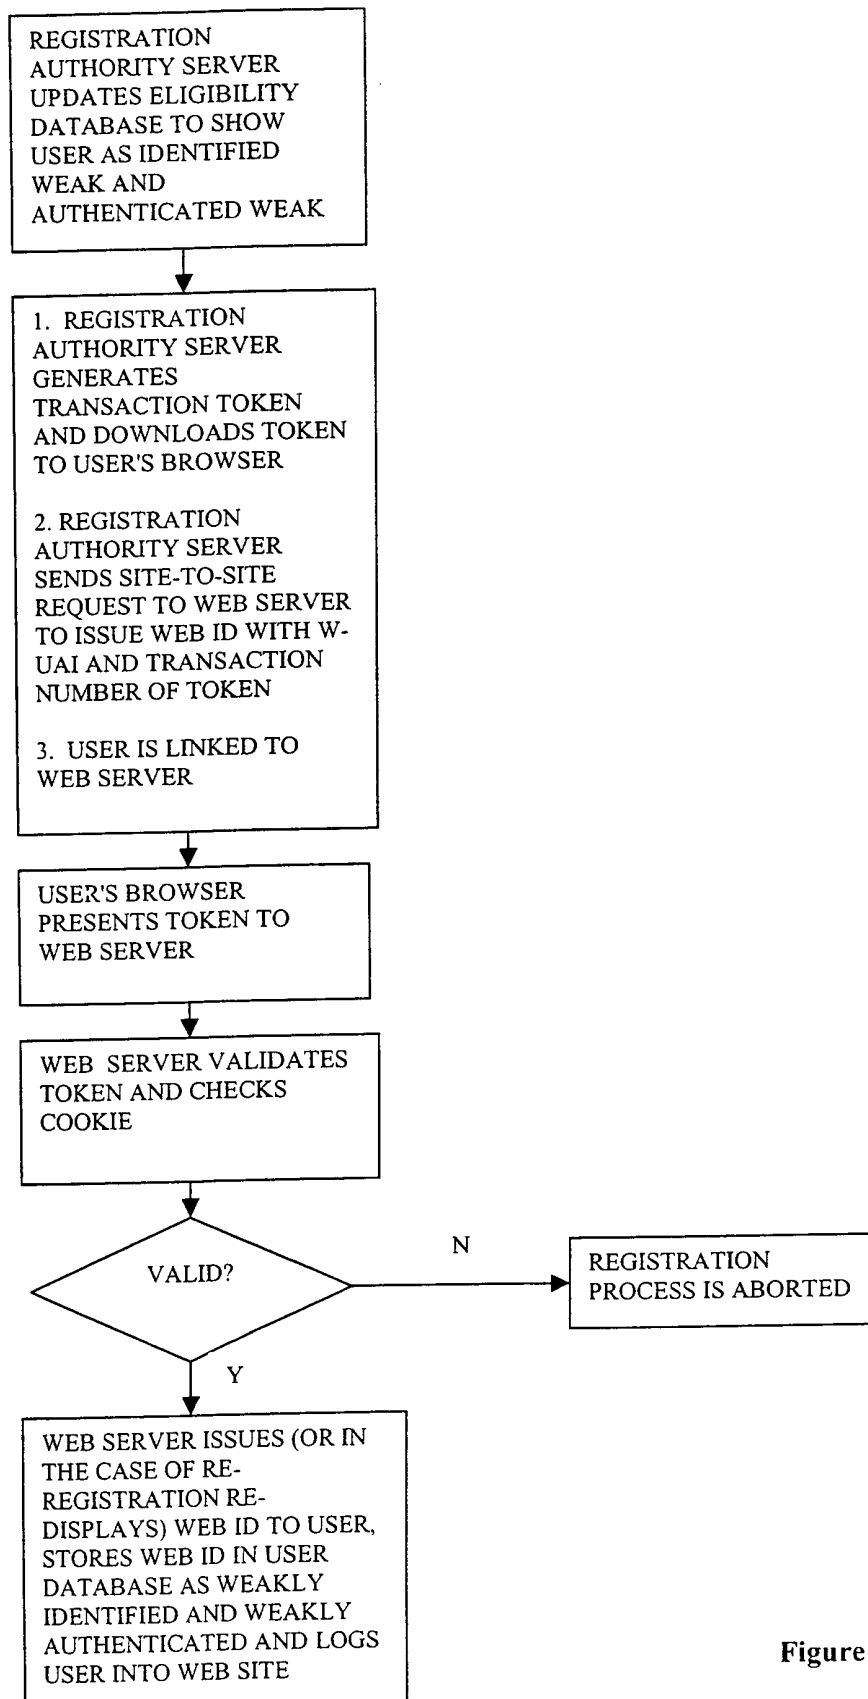 REGISTRATION
AUTHORITY SERVER
UPDATES ELIGIBILITY
DATABASE TO SHOW
USER AS IDENTIFIED
WEAK AND
AUTHENTICATED WEAK
1. REGISTRATION
AUTHORITY SERVER
GENERATES
TRANSACTION TOKEN
AND DOWNLOADS TOKEN
TO USER'S BROWSER
2. REGISTRATION
AUTHORITY SERVER
SENDS SITE-TO-SITE
REQUEST TO WEB SERVER
TO ISSUE WEB ID WITH W-
UAI AND TRANSACTION
NUMBER OF TOKEN
3. USER IS LINKED TO
WEB SERVER
USER'S BROWSER
PRESENTS TOKEN TO
WEB SERVER
WEB SERVER VALIDATES
TOKEN AND CHECKS
COOKIE
VALID?
N
REGISTRATION
PROCESS IS ABORTED
Y
WEB SERVER ISSUES (OR IN
THE CASE OF RE-
REGISTRATION RE-
DISPLAYS) WEB ID TO USER,
STORES WEB ID IN USER
DATABASE AS WEAKLY
IDENTIFIED AND WEAKLY
AUTHENTICATED AND LOGS
USER INTO WEB SITE
Figure